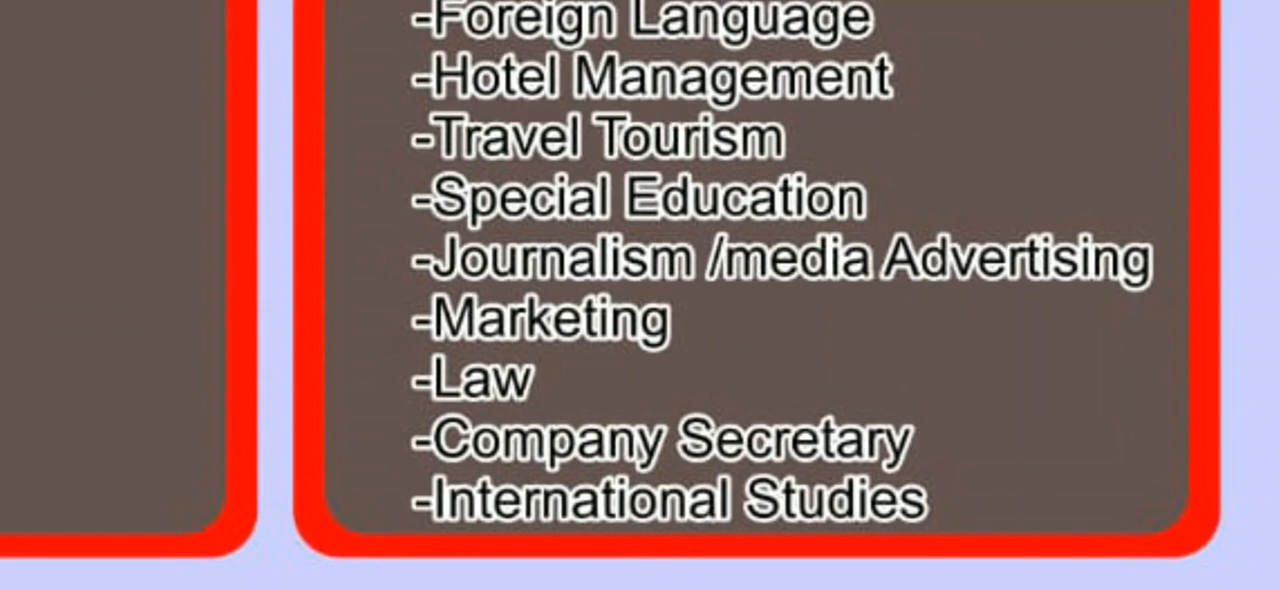 -Foreign Language
-Hotel Management
-Travel Tourism
-Special Education
-Journalism /media Advertising
-Marketing
-Law
-Company Secretary
-International Studies